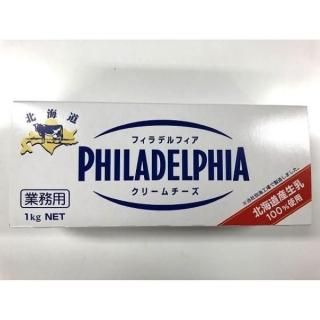 北海道
フィラデルフィア
PHILADELPHIA
クリームチーズ
業務用
1kg NET
北海道産生乳
100%使用